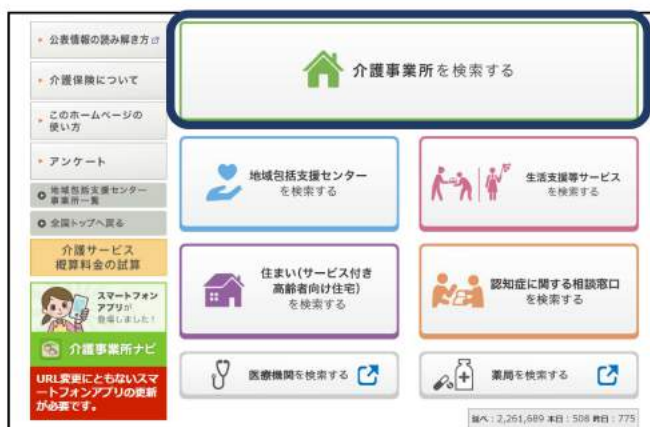 公表情報の読み解き方
介護保険について
このホームページの
使い方
アンケート
地域包括支援センター
事業所一覧
全国トップへ戻る
介護サービス
概算料金の試算
スマートフォン
アプリが
登場しました！
介護事業所ナビ
URL変更にともないスマ
ートフォンアプリの更新
が必要です。
介護事業所を検索する
地域包括支援センター
を検索する
生活支援等サービス
を検索する
住まい(サービス付き
高齢者向け住宅)
を検索する
認知症に関する相談窓口
を検索する
医療機関を検索する
薬局を検索する
並べ：2,261,689 本日：508 昨日：775